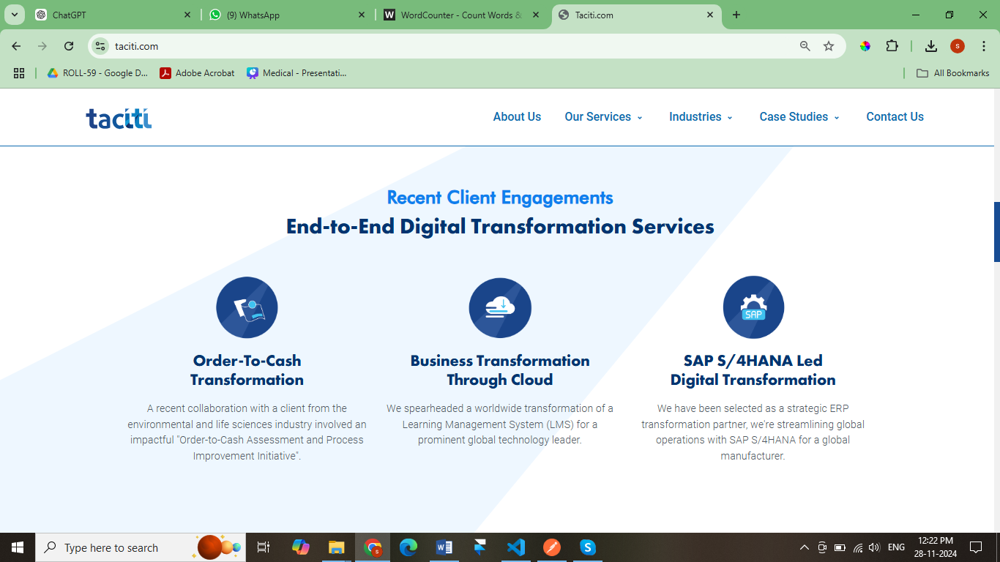 ChatGPT
(9) WhatsApp
WordCounter - Count Words &
Taciti.com
taciti.com
s
ROLL-59 - Google D...
Adobe Acrobat
Medical - Presentati...
All Bookmarks
taciti
About Us
Our Services
Industries
Case Studies
Contact Us
Recent Client Engagements
End-to-End Digital Transformation Services
SAP
Order-To-Cash
Transformation
A recent collaboration with a client from the
environmental and life sciences industry involved an
impactful "Order-to-Cash Assessment and Process
Improvement Initiative".
Business Transformation
Through Cloud
We spearheaded a worldwide transformation of a
Learning Management System (LMS) for a
prominent global technology leader.
SAP S/4HANA Led
Digital Transformation
We have been selected as a strategic ERP
transformation partner, we're streamlining global
operations with SAP S/4HANA for a global
manufacturer.
Type here to search
ENG
12:22 PM
28-11-2024